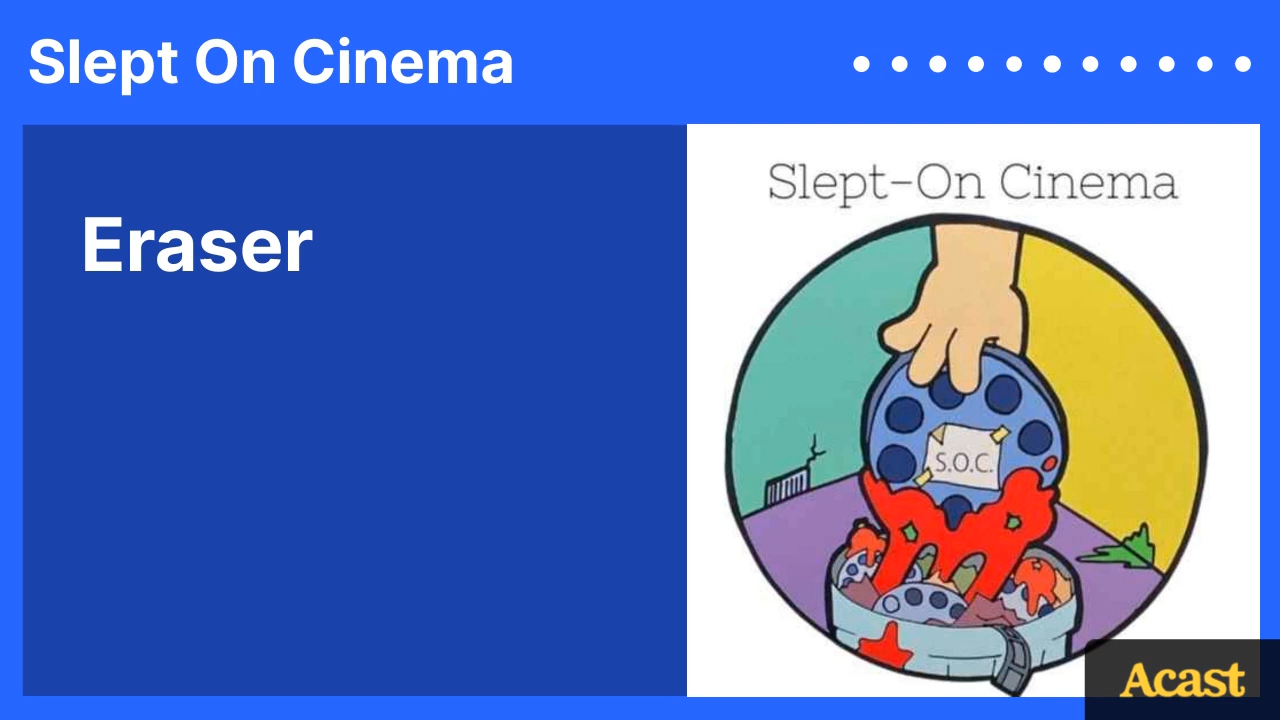 Slept On Cinema
Eraser
Slept-On Cinema
S.O.C.
Acast